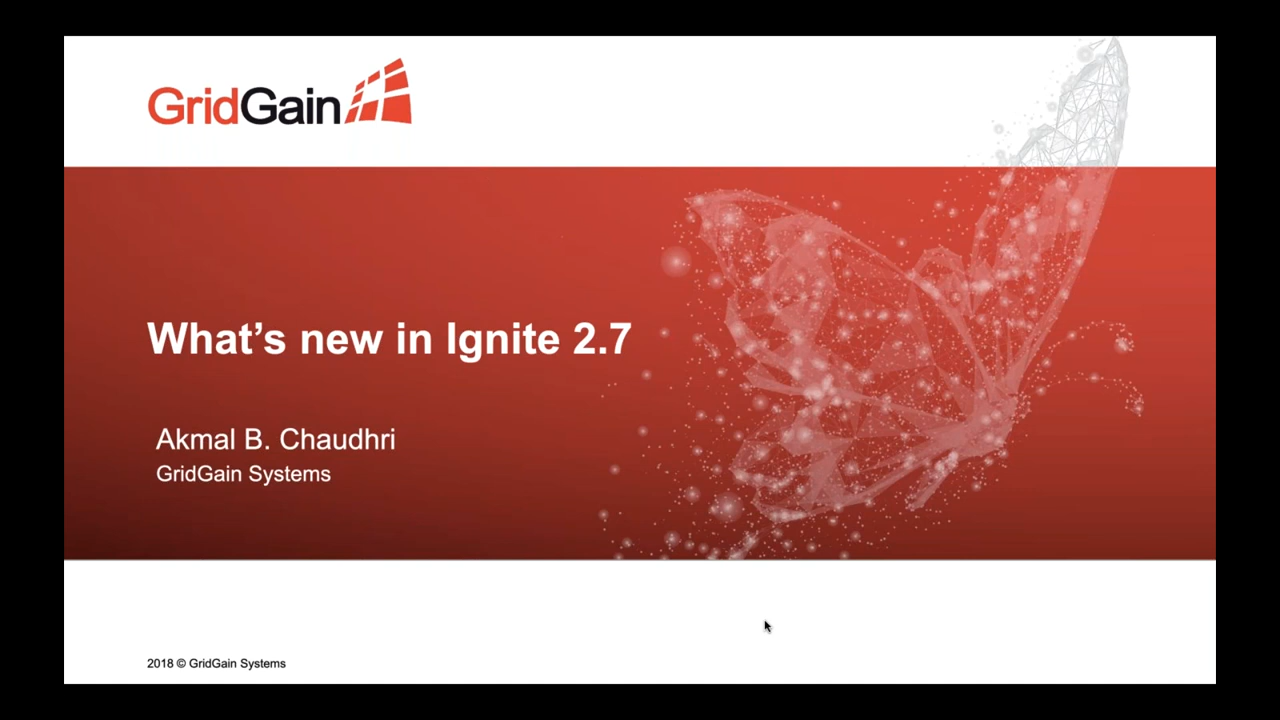 GridGain
What's new in Ignite 2.7
Akmal B. Chaudhri
GridGain Systems
2018 © GridGain Systems